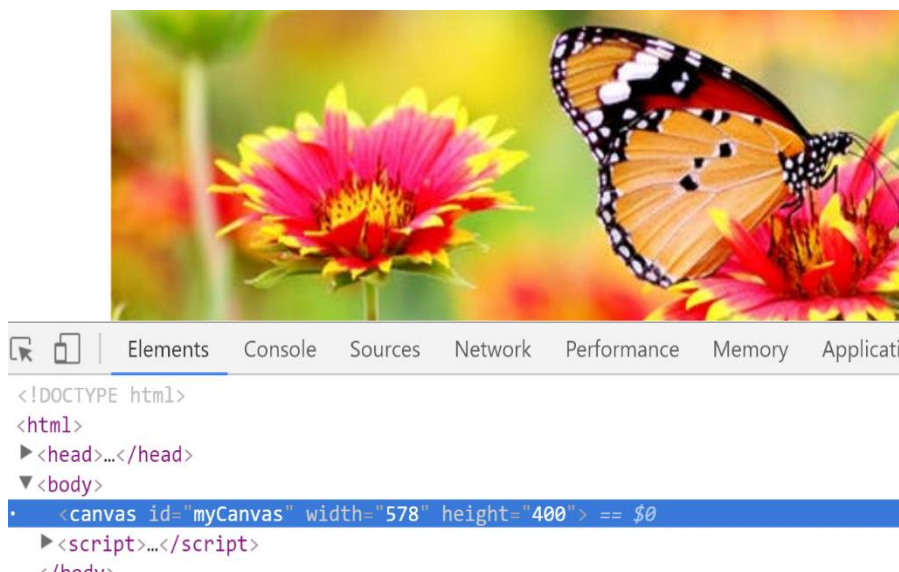 Elements Console Sources Network Performance Memory Applicati
<!DOCTYPE html>
<html>
▶<head>…</head>
▼<body>
<canvas id="myCanvas" width="578" height="400"> == $0
▶<script>…</script>
</body>